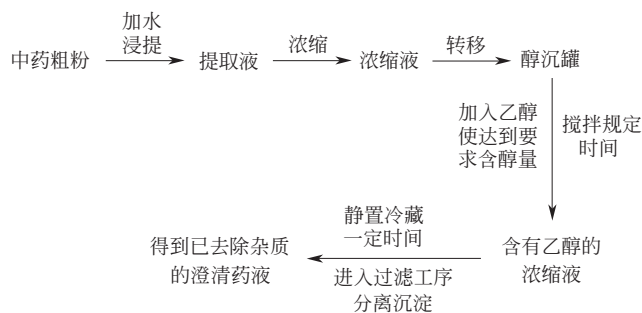 中药粗粉
加水
浸提
提取液
浓缩
浓缩液
转移
醇沉罐
加入乙醇
使达到要
求含醇量
搅拌规定
时间
含有乙醇的
浓缩液
静置冷藏
一定时间
进入过滤工序
分离沉淀
得到已去除杂质
的澄清药液